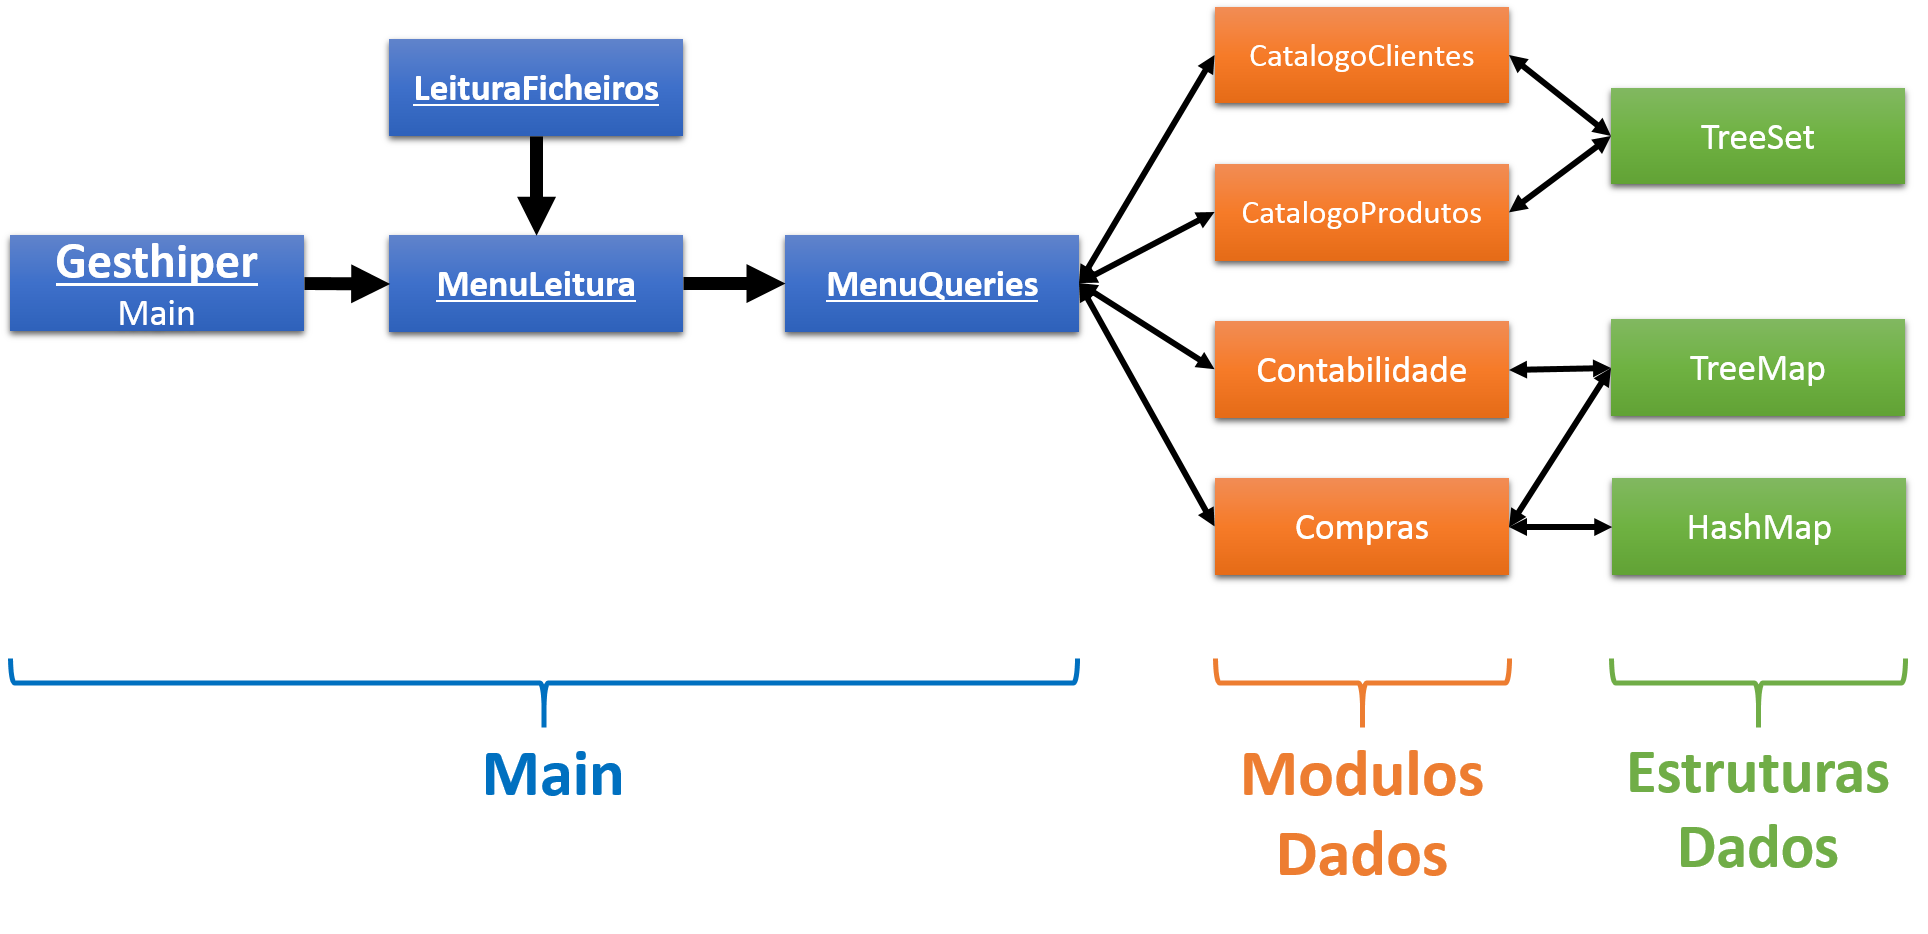 LeituraFicheiros
Gesthiper
Main
MenuLeitura
MenuQueries
CatalogoClientes
CatalogoProdutos
Contabilidade
Compras
TreeSet
TreeMap
HashMap
Main
Modulos
Dados
Estruturas
Dados